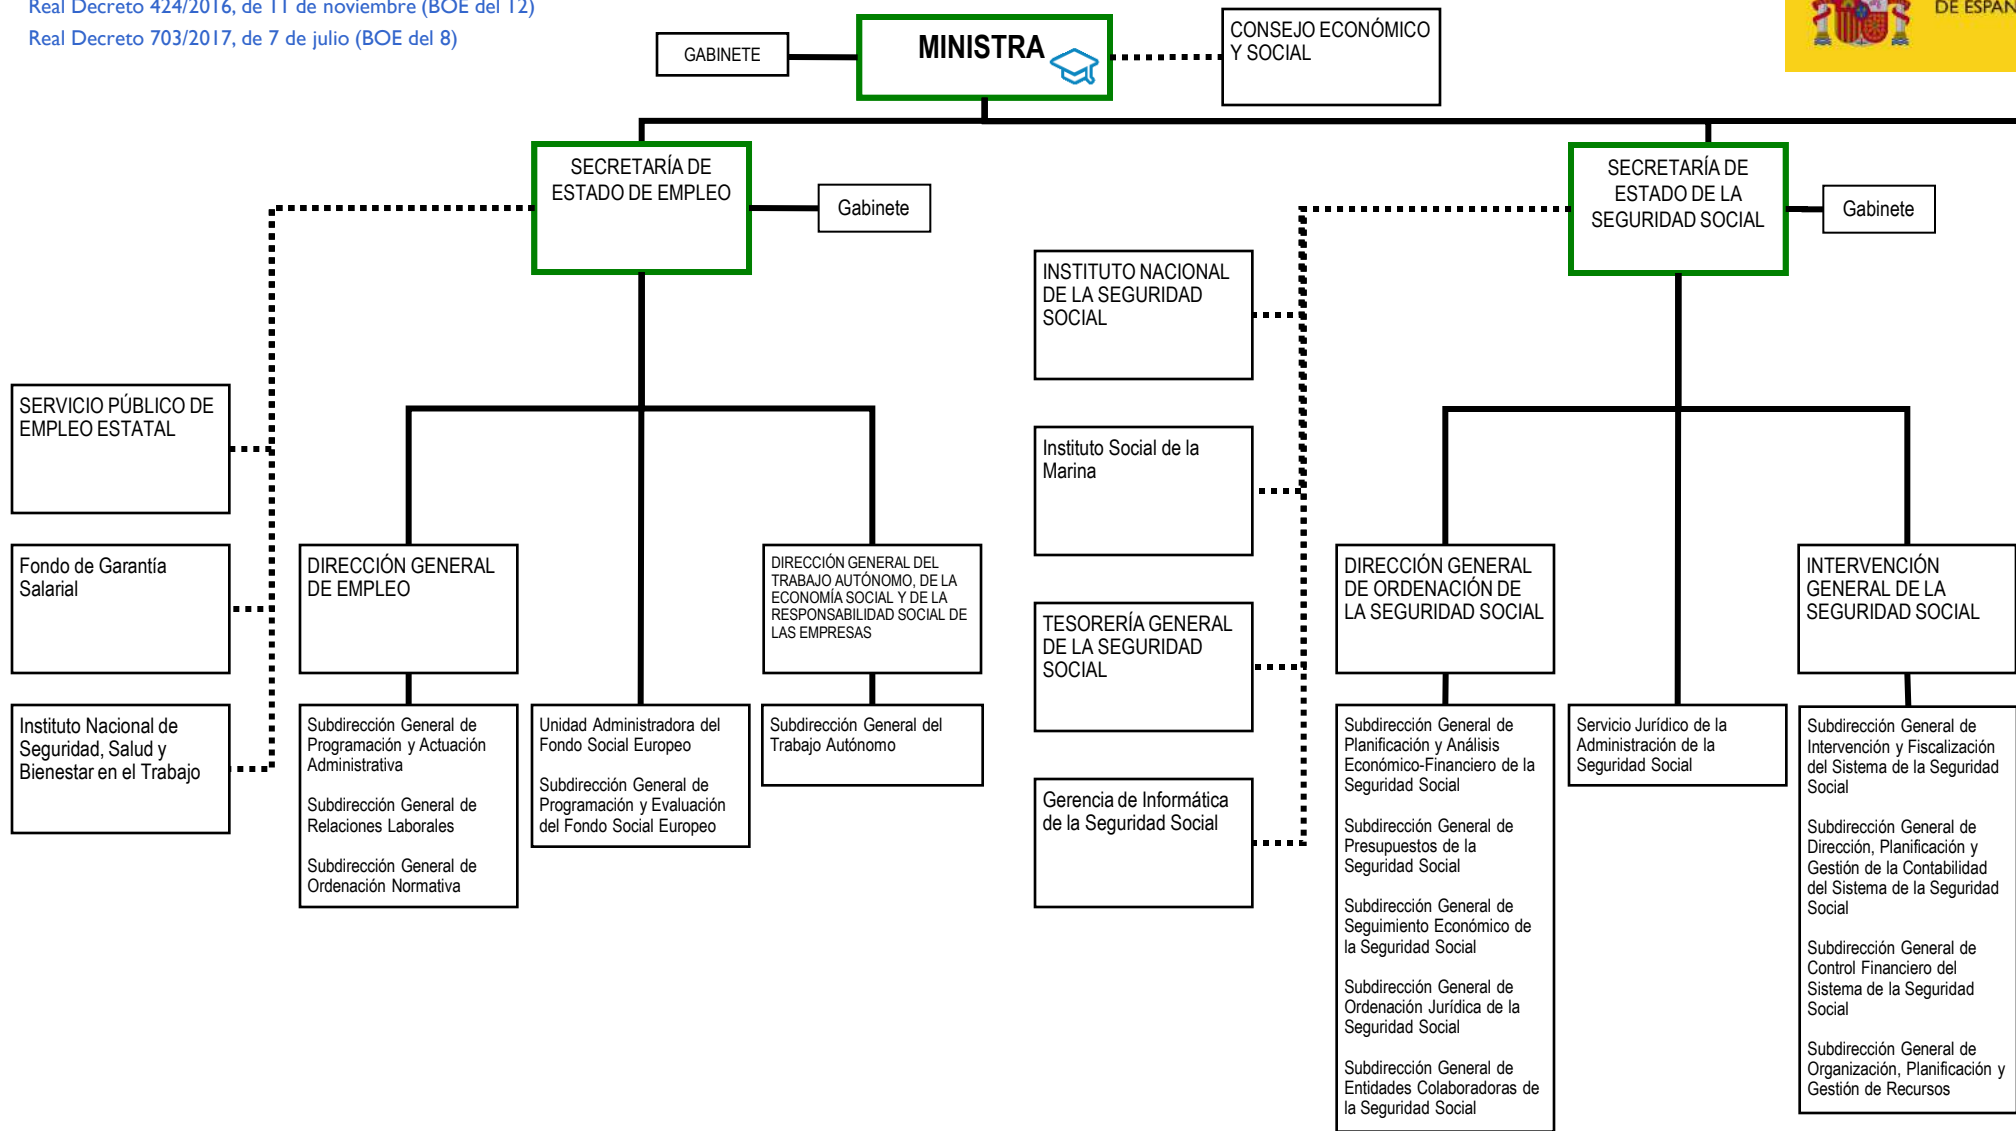 Real Decreto 424/2016, de 11 de noviembre (BOE del 12)
Real Decreto 703/2017, de 7 de julio (BOE del 8)
GABINETE
MINISTRA
CONSEJO ECONÓMICO
Y SOCIAL
DE ESPAÑ
SECRETARÍA DE
ESTADO DE EMPLEO
Gabinete
SECRETARÍA DE
ESTADO DE LA
SEGURIDAD SOCIAL
Gabinete
SERVICIO PÚBLICO DE
EMPLEO ESTATAL
Fondo de Garantía
Salarial
Instituto Nacional de
Seguridad, Salud y
Bienestar en el Trabajo
DIRECCIÓN GENERAL
DE EMPLEO
Subdirección General de
Programación y Actuación
Administrativa
Subdirección General de
Relaciones Laborales
Subdirección General de
Ordenación Normativa
Unidad Administradora del
Fondo Social Europeo
Subdirección General de
Programación y Evaluación
del Fondo Social Europeo
DIRECCIÓN GENERAL DEL
TRABAJO AUTÓNOMO, DE LA
ECONOMÍA SOCIAL Y DE LA
RESPONSABILIDAD SOCIAL DE
LAS EMPRESAS
Subdirección General del
Trabajo Autónomo
INSTITUTO NACIONAL
DE LA SEGURIDAD
SOCIAL
Instituto Social de la
Marina
TESORERÍA GENERAL
DE LA SEGURIDAD
SOCIAL
Gerencia de Informática
de la Seguridad Social
DIRECCIÓN GENERAL
DE ORDENACIÓN DE
LA SEGURIDAD SOCIAL
Subdirección General de
Planificación y Análisis
Económico-Financiero de la
Seguridad Social
Subdirección General de
Presupuestos de la
Seguridad Social
Subdirección General de
Seguimiento Económico de
la Seguridad Social
Subdirección General de
Ordenación Jurídica de la
Seguridad Social
Subdirección General de
Entidades Colaboradoras de
la Seguridad Social
Servicio Jurídico de la
Administración de la
Seguridad Social
INTERVENCIÓN
GENERAL DE LA
SEGURIDAD SOCIAL
Subdirección General de
Intervención y Fiscalización
del Sistema de la Seguridad
Social
Subdirección General de
Dirección, Planificación y
Gestión de la Contabilidad
del Sistema de la Seguridad
Social
Subdirección General de
Control Financiero del
Sistema de la Seguridad
Social
Subdirección General de
Organización, Planificación y
Gestión de Recursos